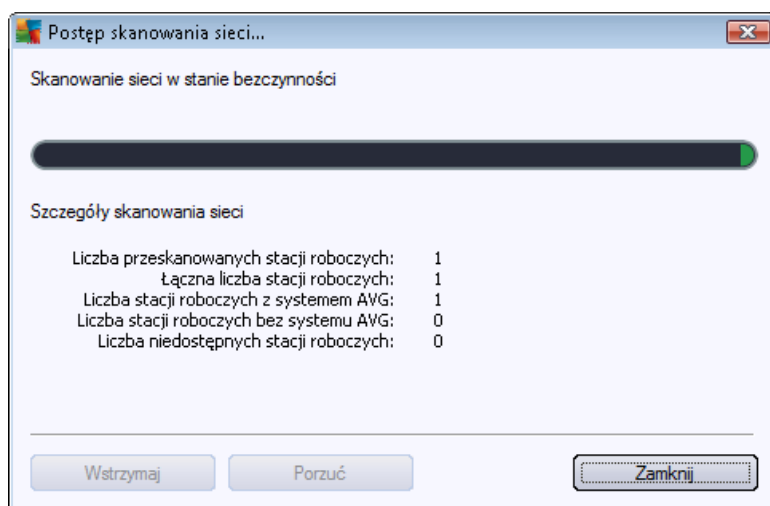 Postęp skanowania sieci...
Skanowanie sieci w stanie bezczynności
Szczegóły skanowania sieci
Liczba przeskanowanych stacji roboczych: 1
Łączna liczba stacji roboczych: 1
Liczba stacji roboczych z systemem AVG: 1
Liczba stacji roboczych bez systemu AVG: 0
Liczba niedostępnych stacji roboczych: 0
Wstrzymaj Porzuć Zamknij